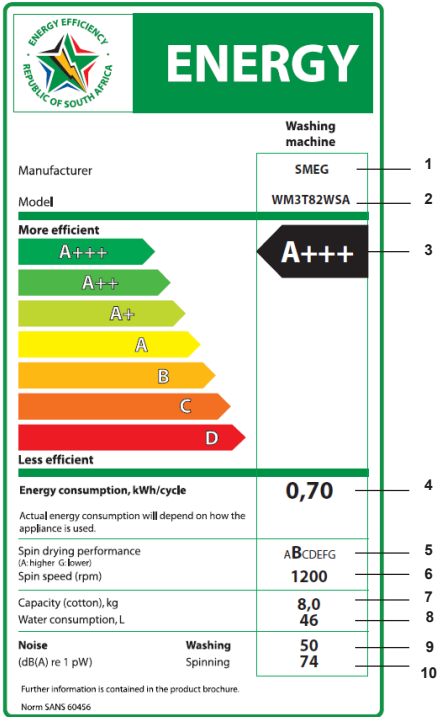 ENERGY EFFICIENCY
REPUBLIC OF SOUTH AFRICA
ENERGY
Washing
machine
Manufacturer SMEG 1
Model WM3T82WSA 2
More efficient
A+++ A+++ 3
A++
A+
A
B
C
D
Less efficient
Energy consumption, kWh/cycle 0,70 4
Actual energy consumption will depend on how the
appliance is used.
Spin drying performance ABCDEFG 5
(A: higher G: lower)
Spin speed (rpm) 1200 6
Capacity (cotton), kg 8,0 7
Water consumption, L 46 8
Noise Washing 50 9
(dB(A) re 1 pW) Spinning 74 10
Further information is contained in the product brochure.
Norm SANS 60456